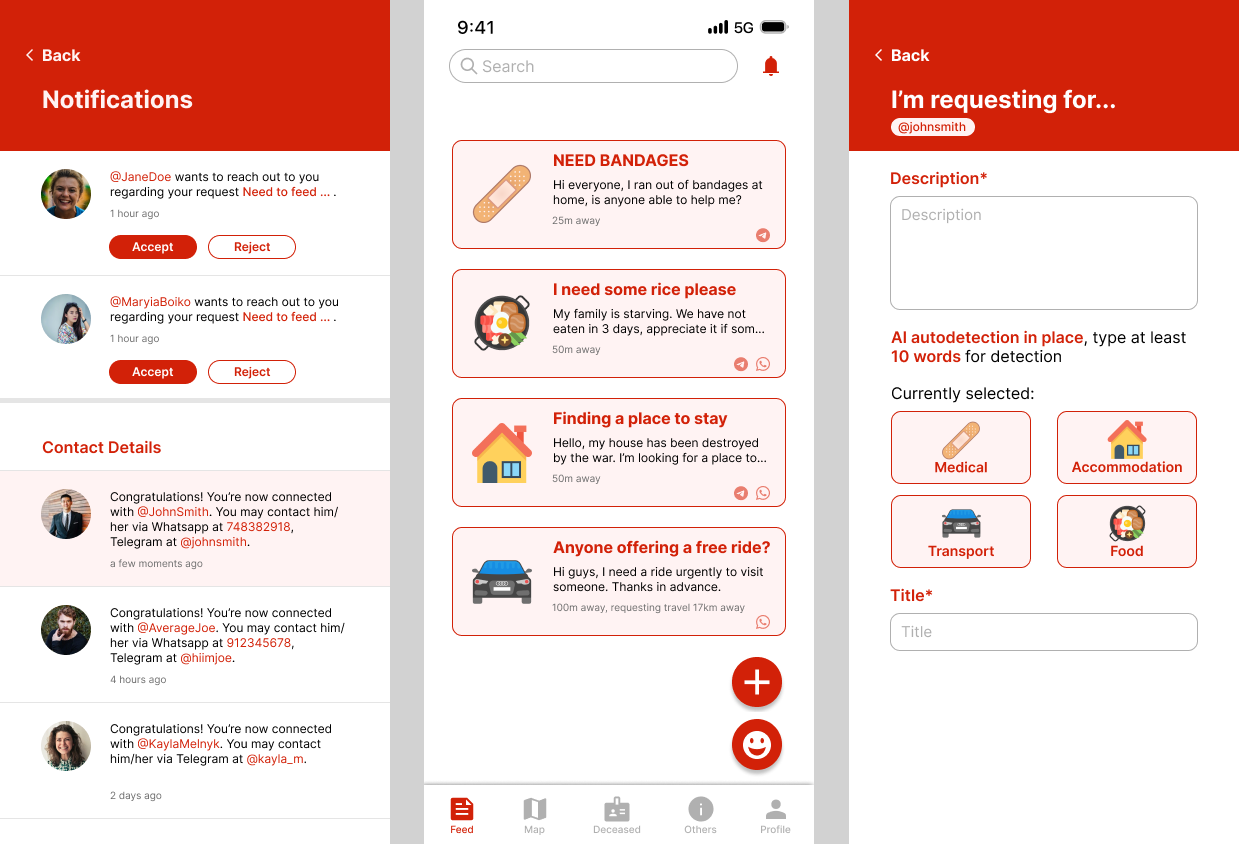 Back
Notifications
@JaneDoe wants to reach out to you
regarding your request Need to feed ... .
1 hour ago
Accept
Reject
@MaryiaBoiko wants to reach out to you
regarding your request Need to feed ... .
1 hour ago
Accept
Reject
Contact Details
Congratulations! You’re now connected
with @JohnSmith. You may contact him/
her via Whatsapp at 748382918,
Telegram at @johnsmith.
a few moments ago
Congratulations! You’re now connected
with @AverageJoe. You may contact him/
her via Whatsapp at 912345678,
Telegram at @hiimjoe.
4 hours ago
Congratulations! You’re now connected
with @KaylaMelnyk. You may contact
him/her via Telegram at @kayla_m.
2 days ago
9:41
5G
Search
NEED BANDAGES
Hi everyone, I ran out of bandages at
home, is anyone able to help me?
25m away
I need some rice please
My family is starving. We have not
eaten in 3 days, appreciate it if som...
50m away
Finding a place to stay
Hello, my house has been destroyed
by the war. I’m looking for a place to...
50m away
Anyone offering a free ride?
Hi guys, I need a ride urgently to visit
someone. Thanks in advance.
100m away, requesting travel 17km away
Feed
Map
Deceased
Others
Profile
Back
I’m requesting for...
@johnsmith
Description*
Description
AI autodetection in place, type at least
10 words for detection
Currently selected:
Medical
Accommodation
Transport
Food
Title*
Title